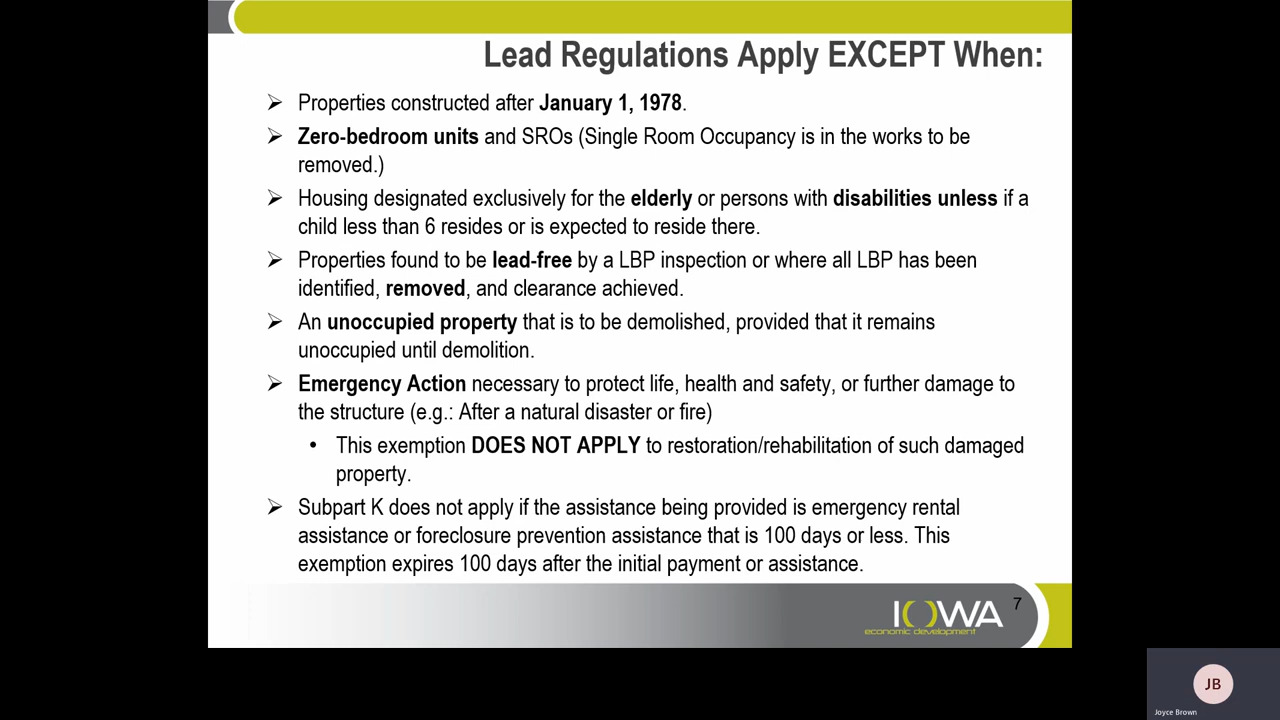 Lead Regulations Apply EXCEPT When:
➢ Properties constructed after January 1, 1978.
➢ Zero-bedroom units and SROs (Single Room Occupancy is in the works to be
removed.)
➢ Housing designated exclusively for the elderly or persons with disabilities unless if a
child less than 6 resides or is expected to reside there.
➢ Properties found to be lead-free by a LBP inspection or where all LBP has been
identified, removed, and clearance achieved.
➢ An unoccupied property that is to be demolished, provided that it remains
unoccupied until demolition.
➢ Emergency Action necessary to protect life, health and safety, or further damage to
the structure (e.g.: After a natural disaster or fire)
• This exemption DOES NOT APPLY to restoration/rehabilitation of such damaged
property.
➢ Subpart K does not apply if the assistance being provided is emergency rental
assistance or foreclosure prevention assistance that is 100 days or less. This
exemption expires 100 days after the initial payment or assistance.
7
IOWA
economic development
JB
Joyce Brown